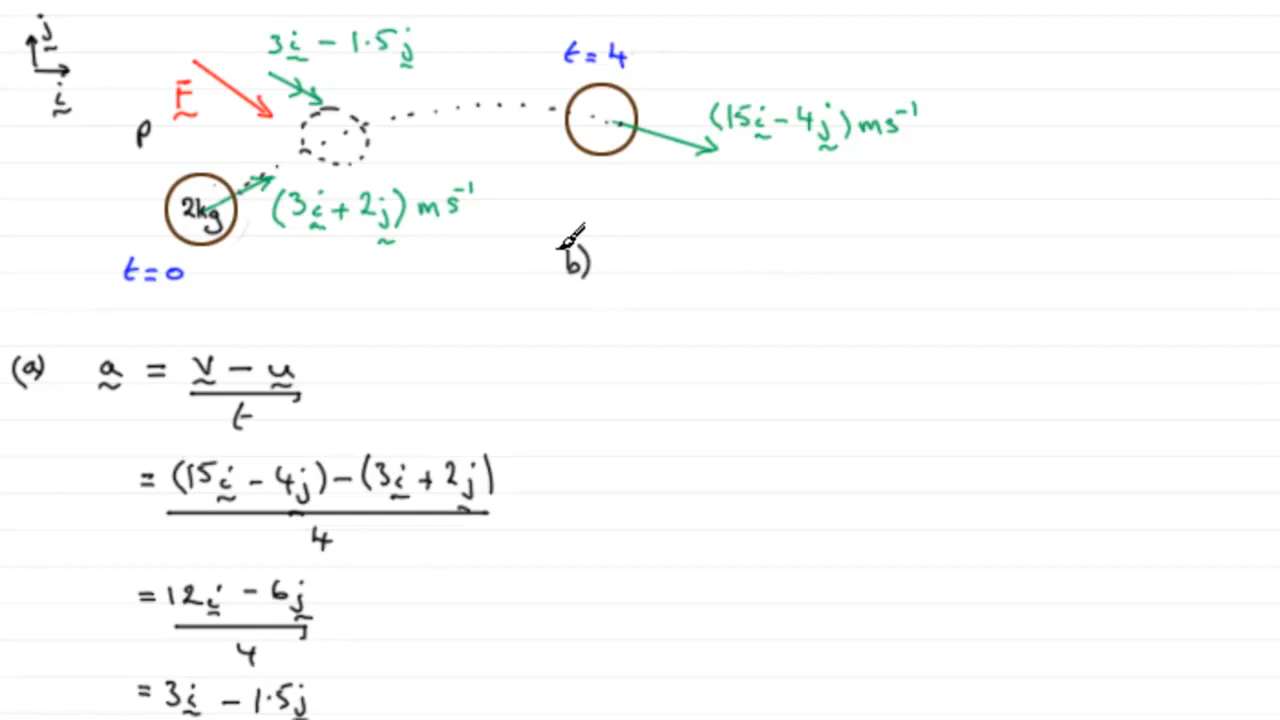 j
i
F
3i - 1.5j
t = 4
(15i - 4j) ms⁻¹
P
2kg
(3i + 2j) ms⁻¹
t = 0
b)
(a) a = v - u
t
= (15i - 4j) - (3i + 2j)
4
= 12i - 6j
4
= 3i - 1.5j